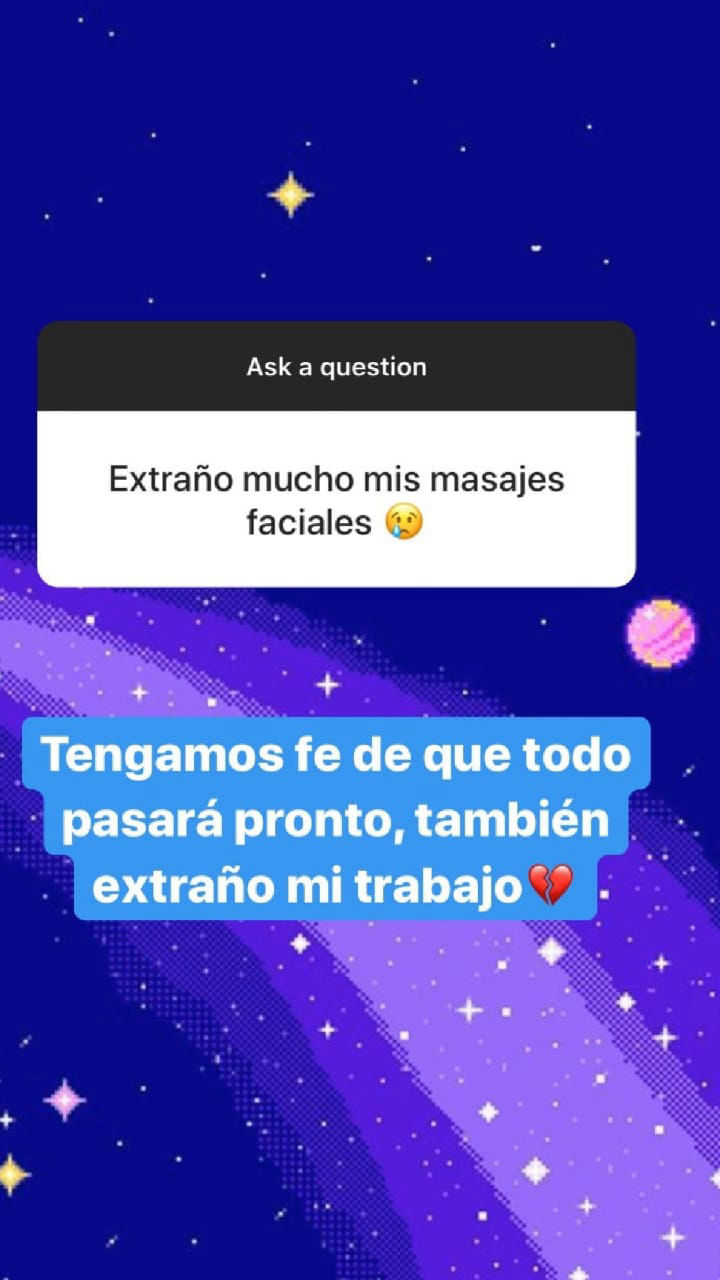 Ask a question
Extraño mucho mis masajes
faciales 😢
Tengamos fe de que todo
pasará pronto, también
extraño mi trabajo💔